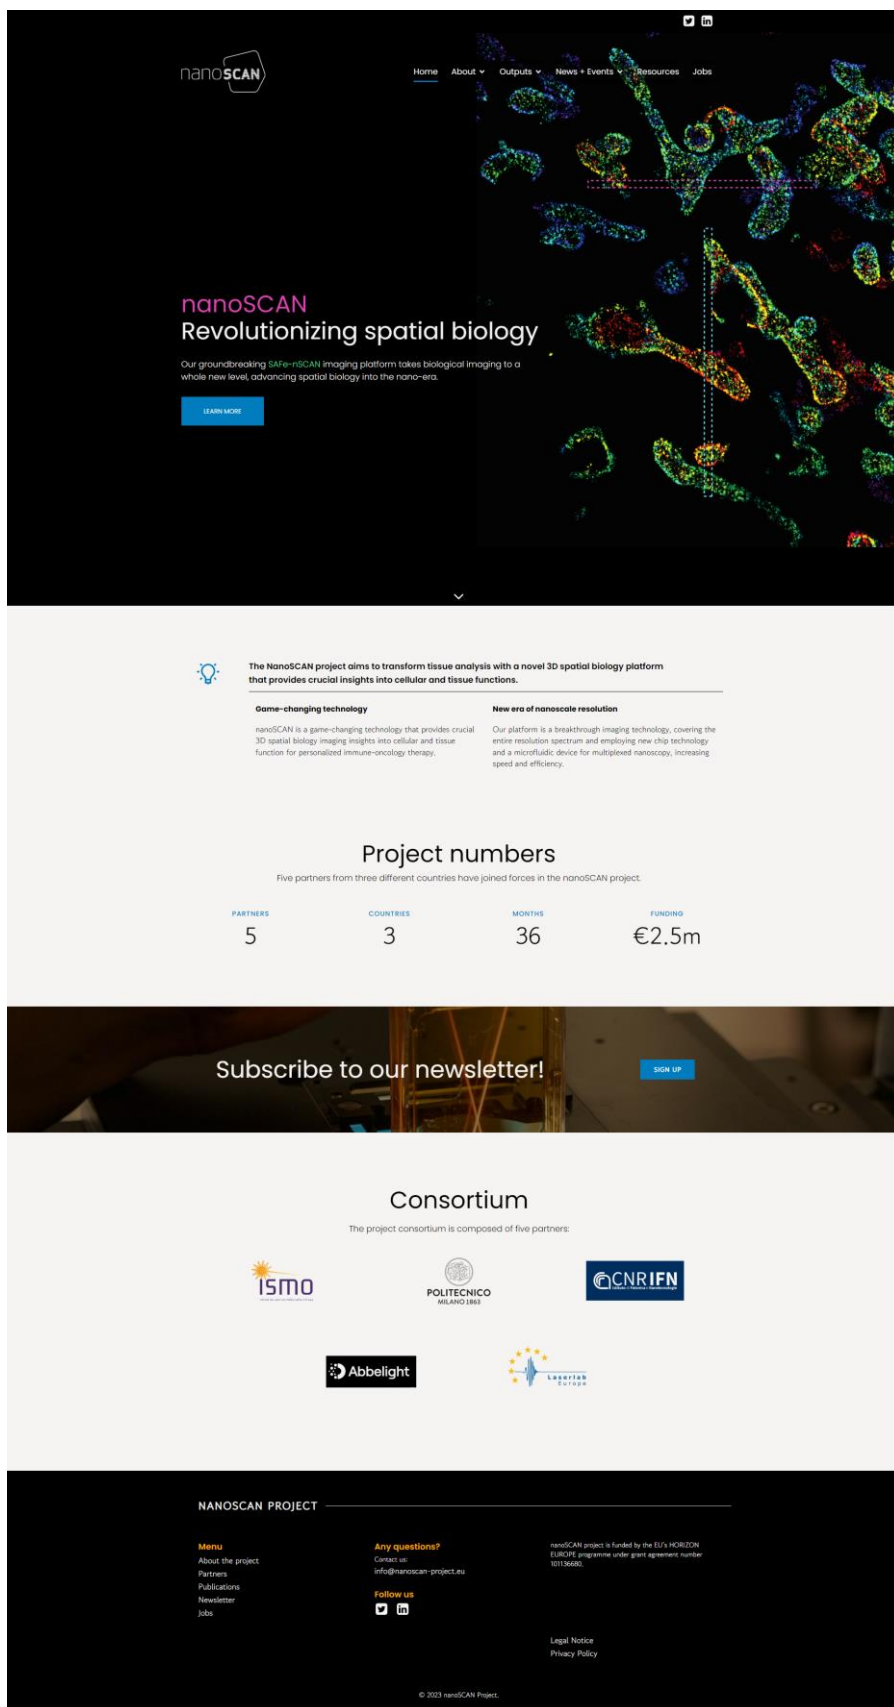 nanoSCAN
Home About Outputs News + Events Resources Jobs
nanoSCAN
Revolutionizing spatial biology
Our groundbreaking SAFe-nSCAN imaging platform takes biological imaging to a
whole new level, advancing spatial biology into the nano-era.
LEARN MORE
The NanoSCAN project aims to transform tissue analysis with a novel 3D spatial biology platform
that provides crucial insights into cellular and tissue functions.
Game-changing technology
nanoSCAN is a game-changing technology that provides crucial
3D spatial biology imaging insights into cellular and tissue
function for personalized immune-oncology therapy.
New era of nanoscale resolution
Our platform is a breakthrough imaging technology, covering the
entire resolution spectrum and employing new chip technology
and a microfluidic device for multiplexed nanoscopy, increasing
speed and efficiency.
Project numbers
Five partners from three different countries have joined forces in the nanoSCAN project.
PARTNERS
5
COUNTRIES
3
MONTHS
36
FUNDING
€2.5m
Subscribe to our newsletter!
SIGN UP
Consortium
The project consortium is composed of five partners:
ismo
POLITECNICO
MILANO 1863
CNRIFN
Abbelight
Laserlab
Europe
NANOSCAN PROJECT
Menu
About the project
Partners
Publications
Newsletter
Jobs
Any questions?
Contact us:
info@nanoscan-project.eu
Follow us
nanoSCAN project is funded by the EU's HORIZON
EUROPE programme under grant agreement number
101136680.
Legal Notice
Privacy Policy
© 2023 nanoSCAN Project.